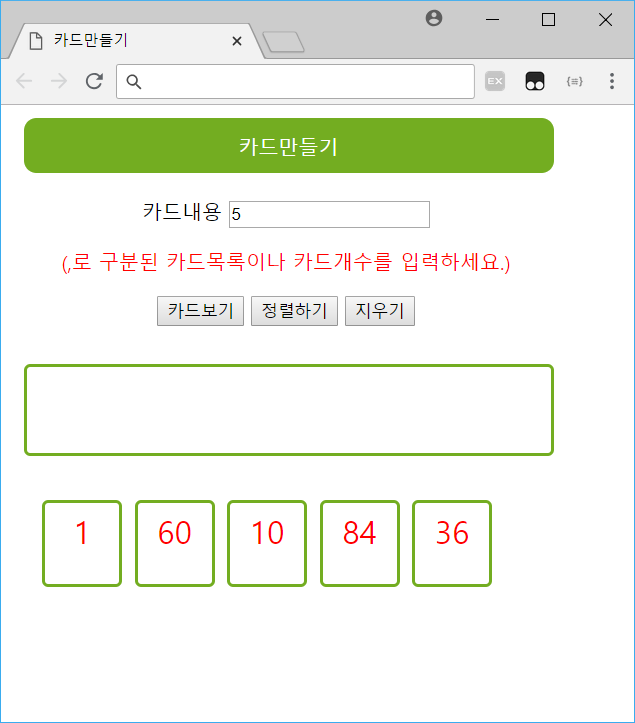 카드만들기
EX
{≡}
카드만들기
카드내용 5
(,로 구분된 카드목록이나 카드개수를 입력하세요.)
카드보기 정렬하기 지우기
1 60 10 84 36